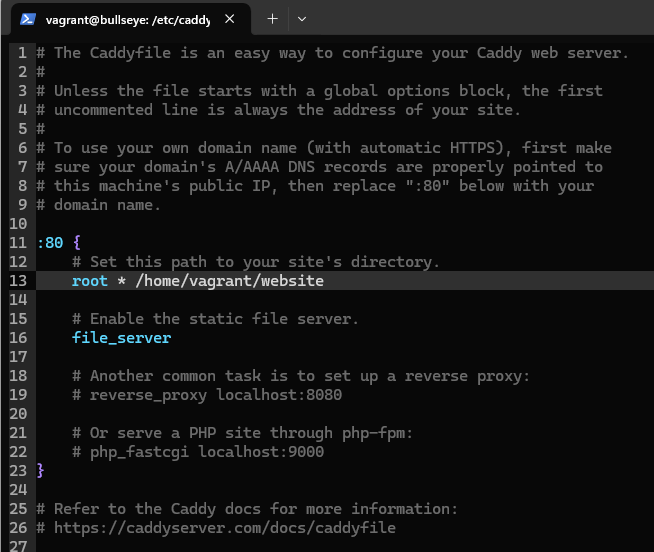 vagrant@bullseye: /etc/caddy
1 # The Caddyfile is an easy way to configure your Caddy web server.
2 #
3 # Unless the file starts with a global options block, the first
4 # uncommented line is always the address of your site.
5 #
6 # To use your own domain name (with automatic HTTPS), first make
7 # sure your domain's A/AAAA DNS records are properly pointed to
8 # this machine's public IP, then replace ":80" below with your
9 # domain name.
10
11 :80 {
12     # Set this path to your site's directory.
13     root * /home/vagrant/website
14
15     # Enable the static file server.
16     file_server
17
18     # Another common task is to set up a reverse proxy:
19     # reverse_proxy localhost:8080
20
21     # Or serve a PHP site through php-fpm:
22     # php_fastcgi localhost:9000
23 }
24
25 # Refer to the Caddy docs for more information:
26 # https://caddyserver.com/docs/caddyfile
27